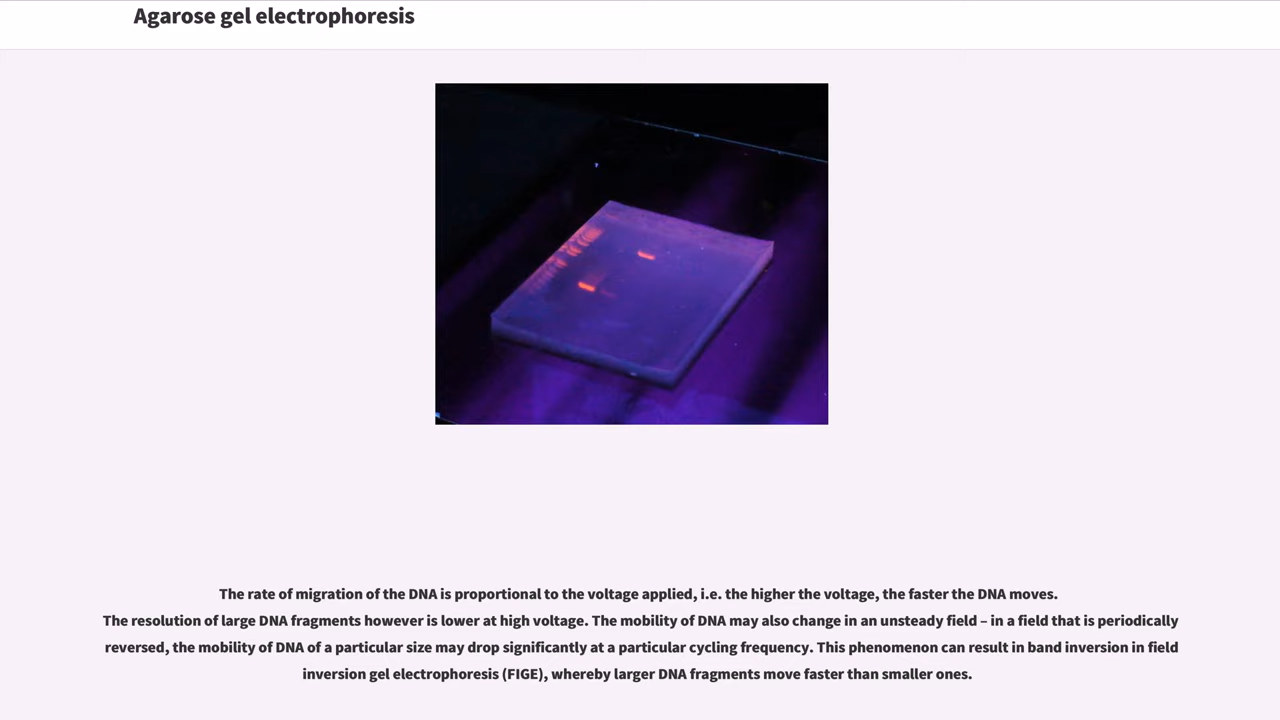 Agarose gel electrophoresis
The rate of migration of the DNA is proportional to the voltage applied, i.e. the higher the voltage, the faster the DNA moves.
The resolution of large DNA fragments however is lower at high voltage. The mobility of DNA may also change in an unsteady field – in a field that is periodically
reversed, the mobility of DNA of a particular size may drop significantly at a particular cycling frequency. This phenomenon can result in band inversion in field
inversion gel electrophoresis (FIGE), whereby larger DNA fragments move faster than smaller ones.